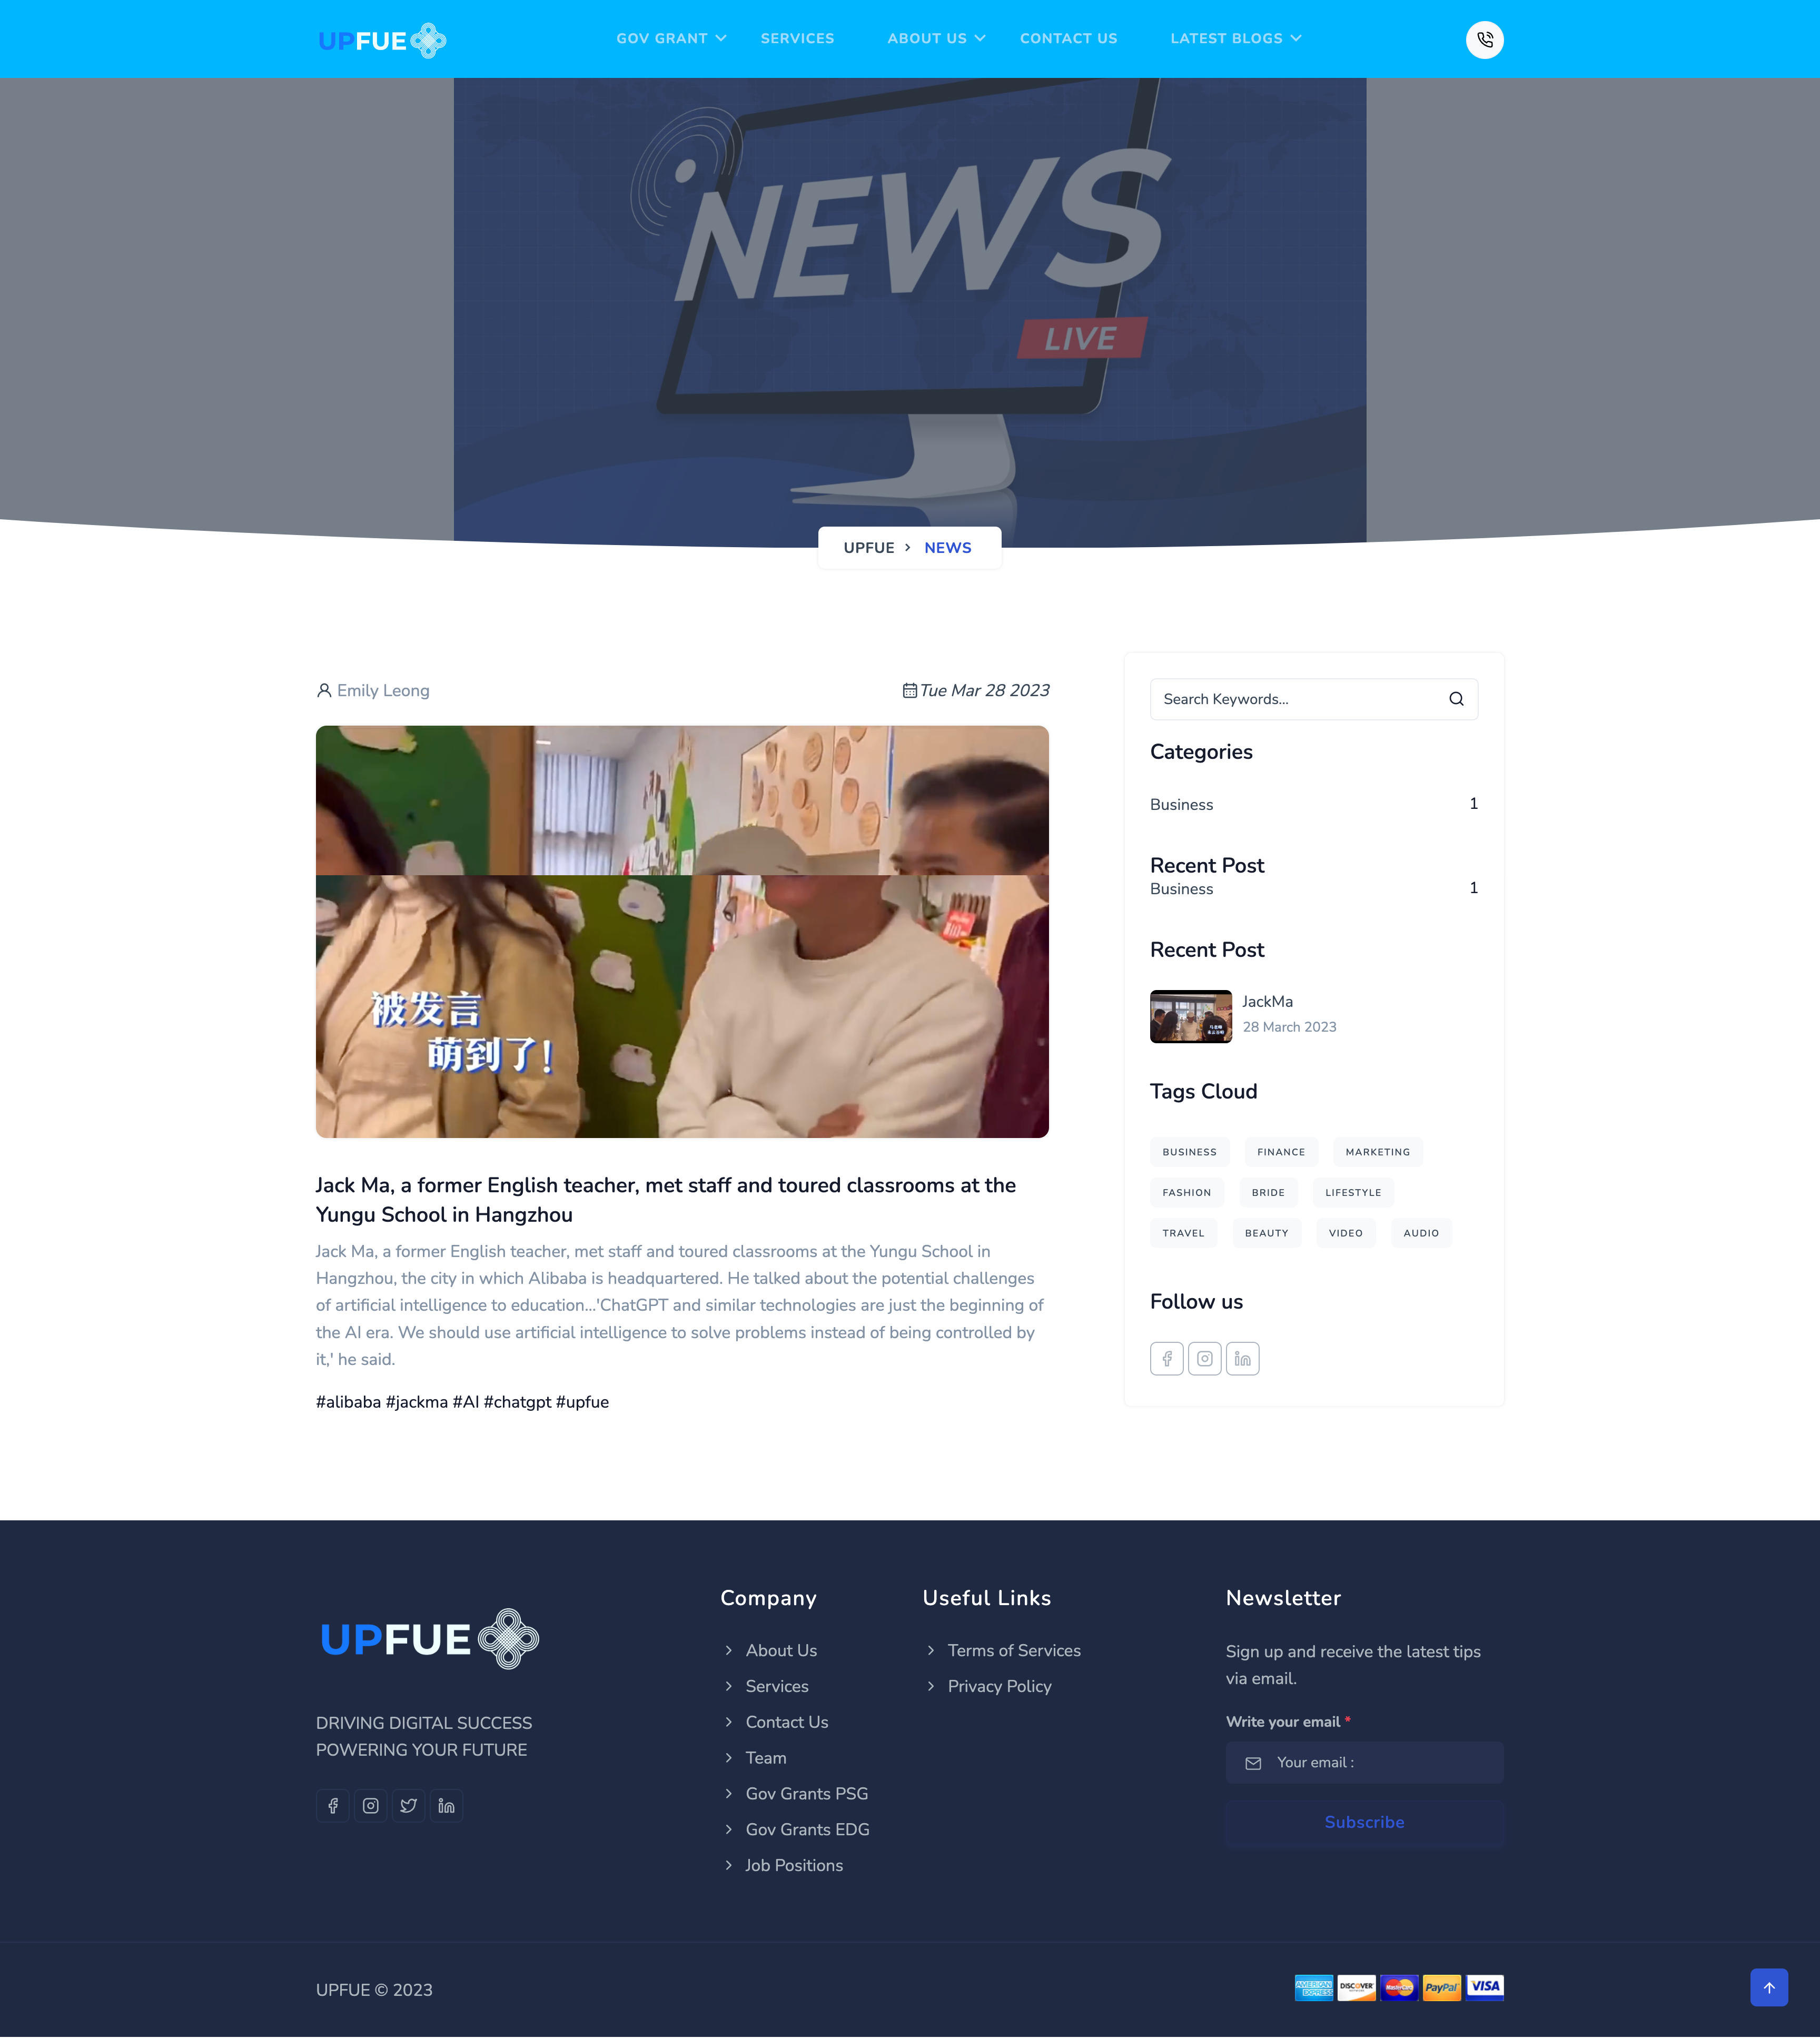 UPFUE
GOV GRANT
SERVICES
ABOUT US
CONTACT US
LATEST BLOGS
NEWS
LIVE
UPFUE > NEWS
Emily Leong
Tue Mar 28 2023
被发言
萌到了!
Jack Ma, a former English teacher, met staff and toured classrooms at the
Yungu School in Hangzhou
Jack Ma, a former English teacher, met staff and toured classrooms at the Yungu School in
Hangzhou, the city in which Alibaba is headquartered. He talked about the potential challenges
of artificial intelligence to education...'ChatGPT and similar technologies are just the beginning of
the AI era. We should use artificial intelligence to solve problems instead of being controlled by
it,' he said.
#alibaba #jackma #AI #chatgpt #upfue
Search Keywords...
Categories
Business 1
Recent Post
Business 1
Recent Post
JackMa
28 March 2023
Tags Cloud
BUSINESS FINANCE MARKETING
FASHION BRIDE LIFESTYLE
TRAVEL BEAUTY VIDEO AUDIO
Follow us
UPFUE
DRIVING DIGITAL SUCCESS
POWERING YOUR FUTURE
Company
About Us
Services
Contact Us
Team
Gov Grants PSG
Gov Grants EDG
Job Positions
Useful Links
Terms of Services
Privacy Policy
Newsletter
Sign up and receive the latest tips
via email.
Write your email *
Your email :
Subscribe
UPFUE © 2023
AMERICAN EXPRESS
DISCOVER
MasterCard
PayPal
VISA